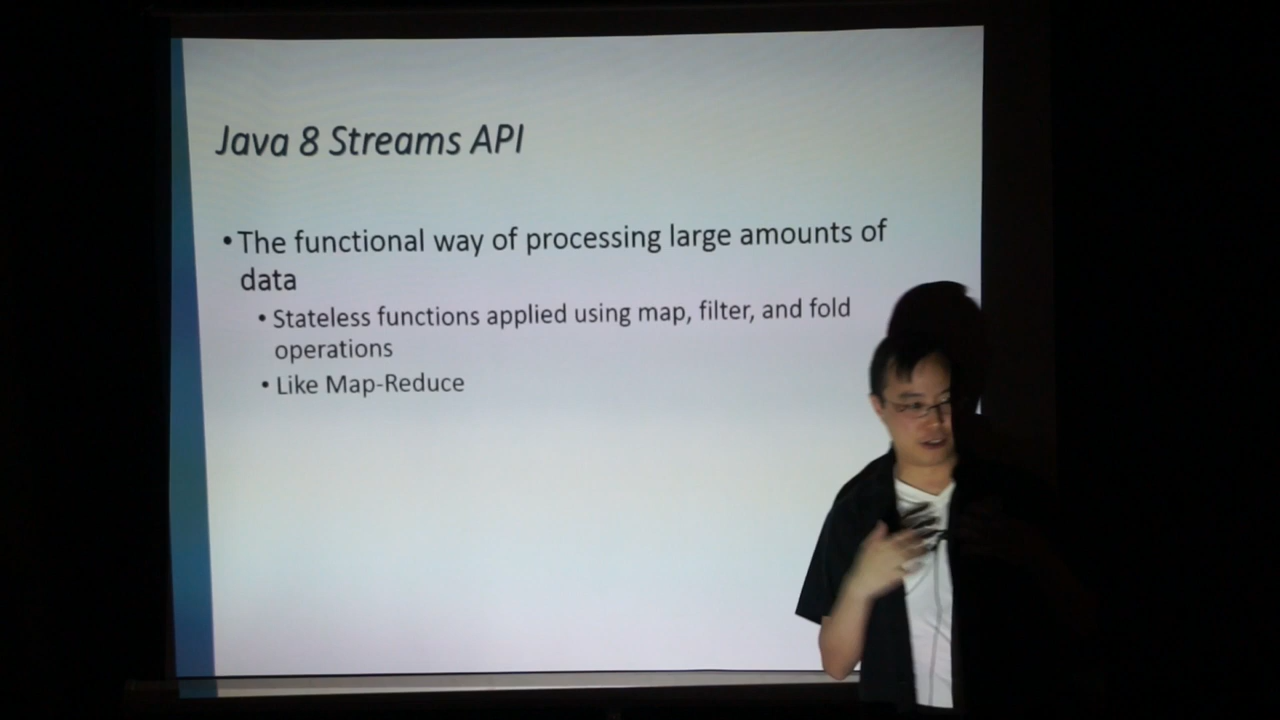 Java 8 Streams API
• The functional way of processing large amounts of
data
• Stateless functions applied using map, filter, and fold
operations
• Like Map-Reduce